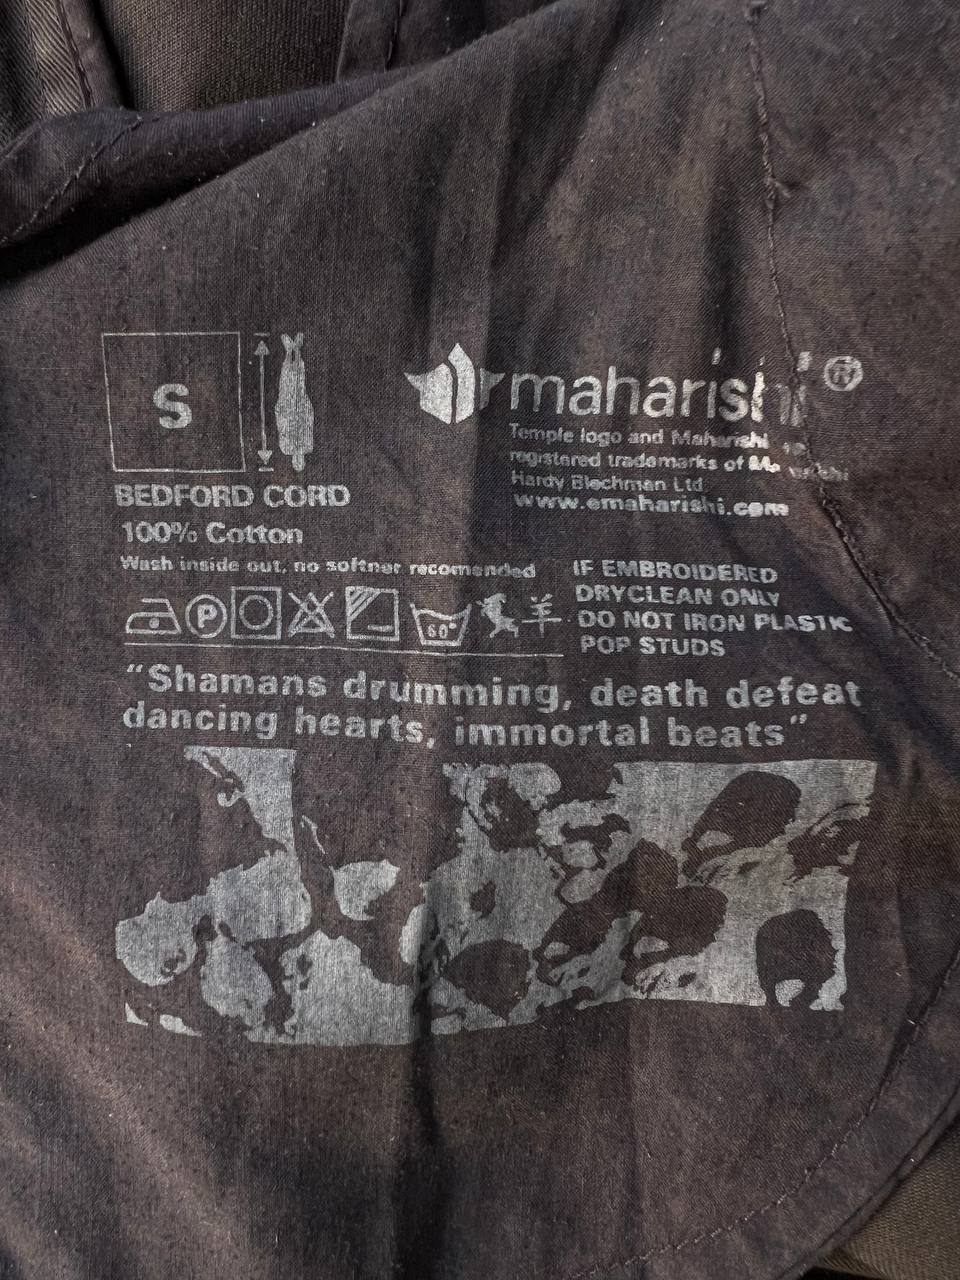 S
maharishi®
Temple logo and Maharishi
registered trademarks of
Hardy Blechman Ltd
www.emaharishi.com
BEDFORD CORD
100% Cotton
Wash inside out, no softner recomended
P
60°
羊
IF EMBROIDERED
DRYCLEAN ONLY
DO NOT IRON PLASTIC
POP STUDS
“Shamans drumming, death defeat
dancing hearts, immortal beats”